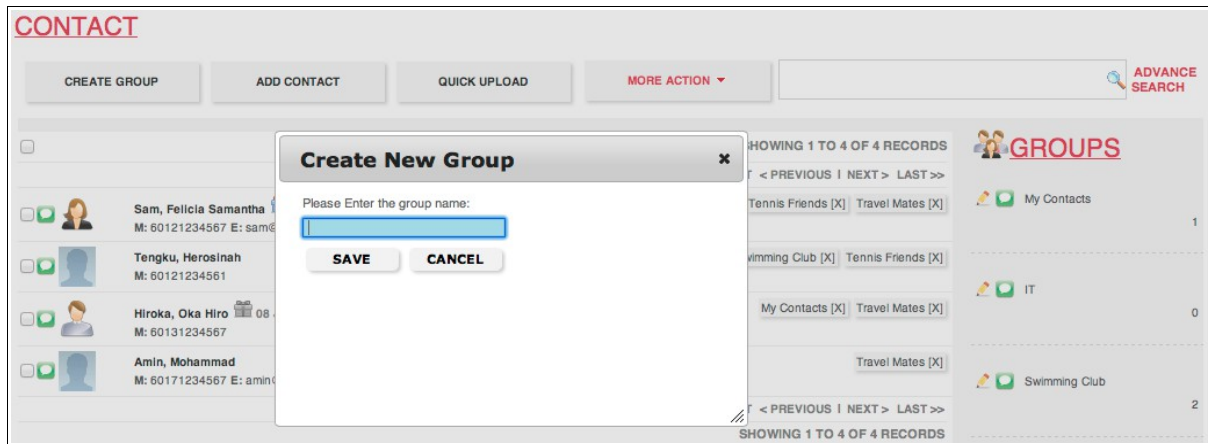 CONTACT
CREATE GROUP
ADD CONTACT
QUICK UPLOAD
MORE ACTION
ADVANCE
SEARCH
SHOWING 1 TO 4 OF 4 RECORDS
< PREVIOUS | NEXT > LAST >>
Create New Group
Please Enter the group name:
SAVE
CANCEL
Sam, Felicia Samantha
M: 60121234567 E:
Tennis Friends [X] Travel Mates [X]
Tengku, Herosinah
M: 60121234561
Club [X] Tennis Friends [X]
Hiroka, Oka Hiro 08
M: 60131234567
My Contacts [X] Travel Mates [X]
Amin, Mohammad
M: 60171234567 E:
Travel Mates [X]
< PREVIOUS | NEXT > LAST >>
SHOWING 1 TO 4 OF 4 RECORDS
GROUPS
My Contacts
1
IT
0
Swimming Club
2